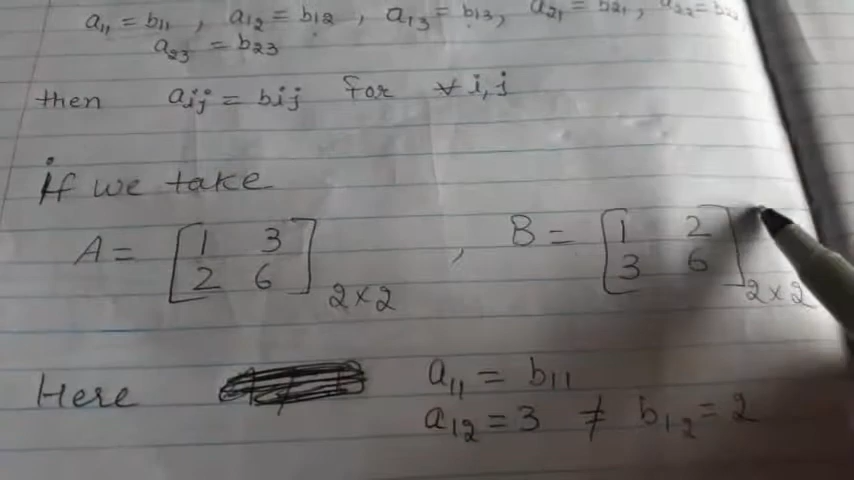 a₁₁ = b₁₁ , a₁₂ = b₁₂ , a₁₃ = b₁₃, a₂₁ = b₂₁, a₂₂ = b₂₂,
a₂₃ = b₂₃
then aᵢⱼ = bᵢⱼ for ∀ i,j
If we take
A = [1 3
2 6] 2×2 , B = [1 2
3 6] 2×2
Here a₁₁ = b₁₁
a₁₂ = 3 ≠ b₁₂ = 2